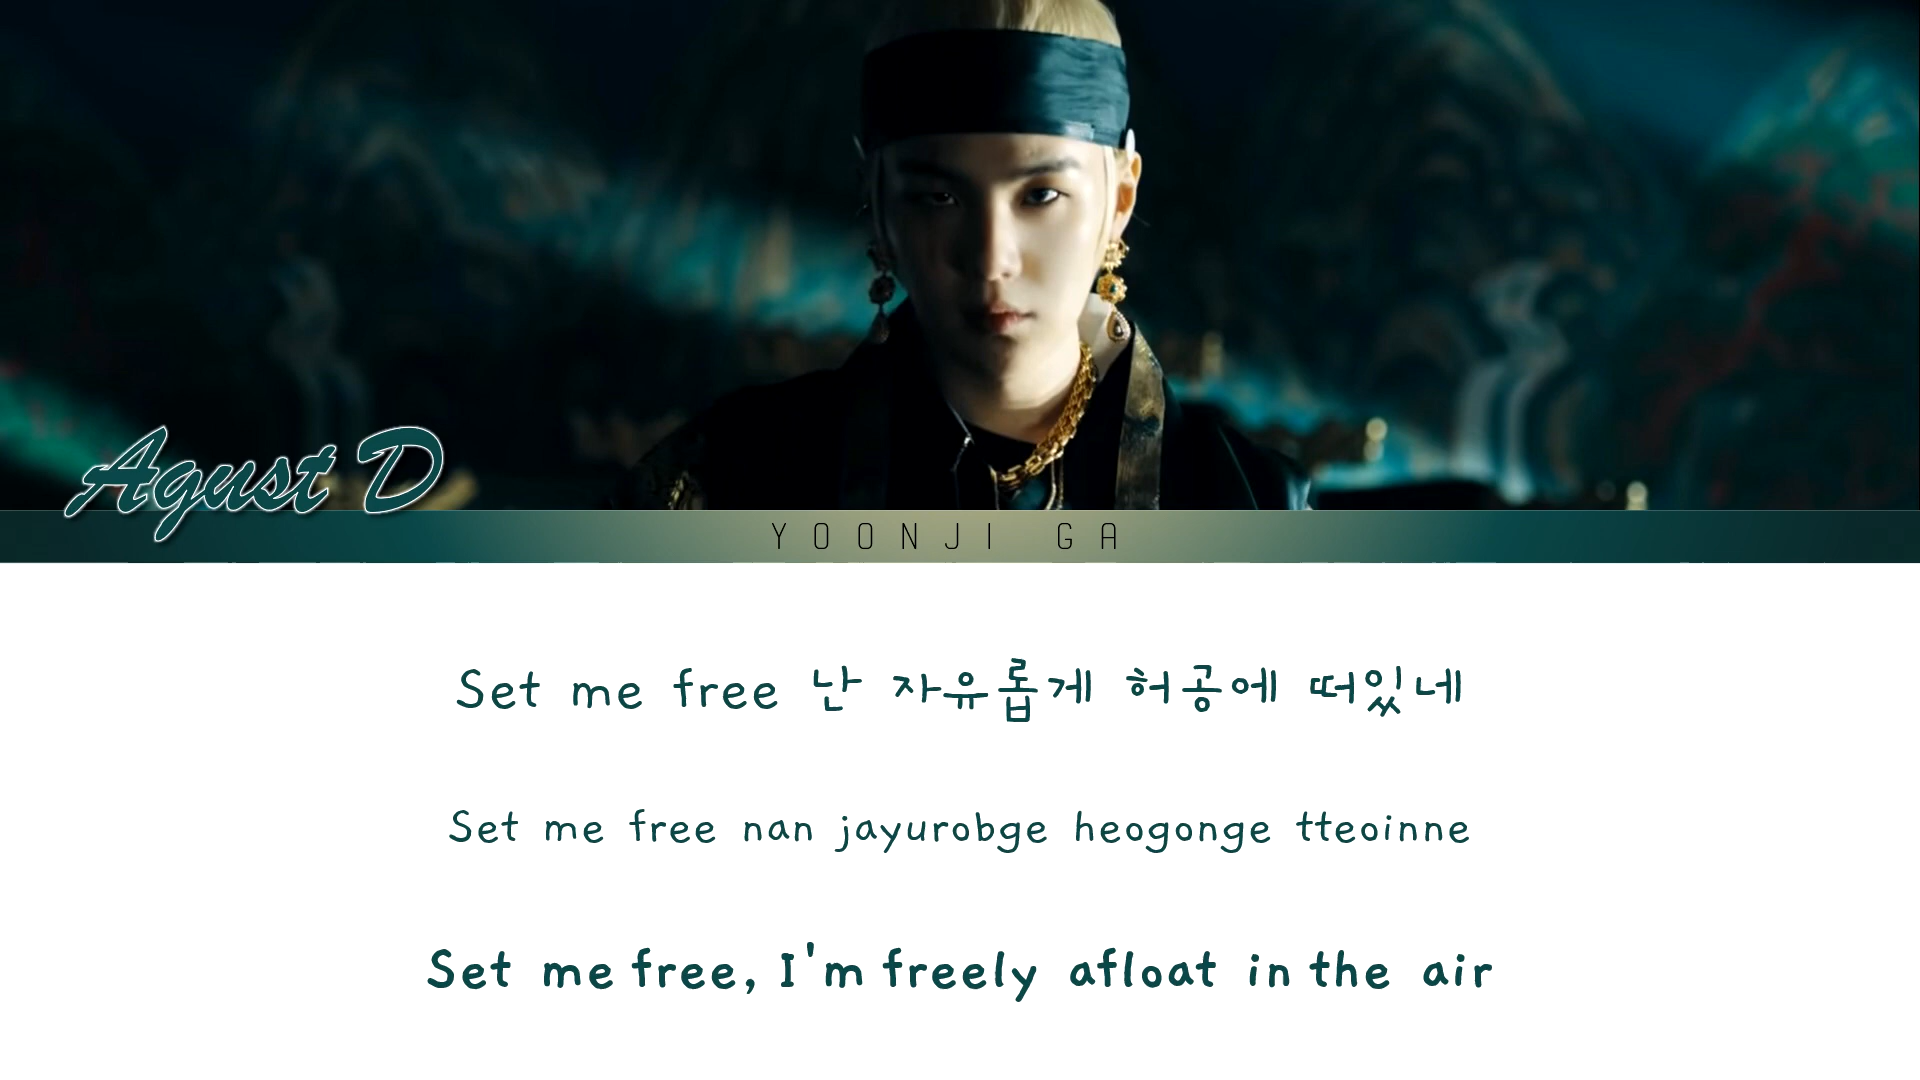 Agust D
YOONJI GA
Set me free 난 자유롭게 허공에 떠있네
Set me free nan jayurobge heogonge tteoinne
Set me free, I'm freely afloat in the air